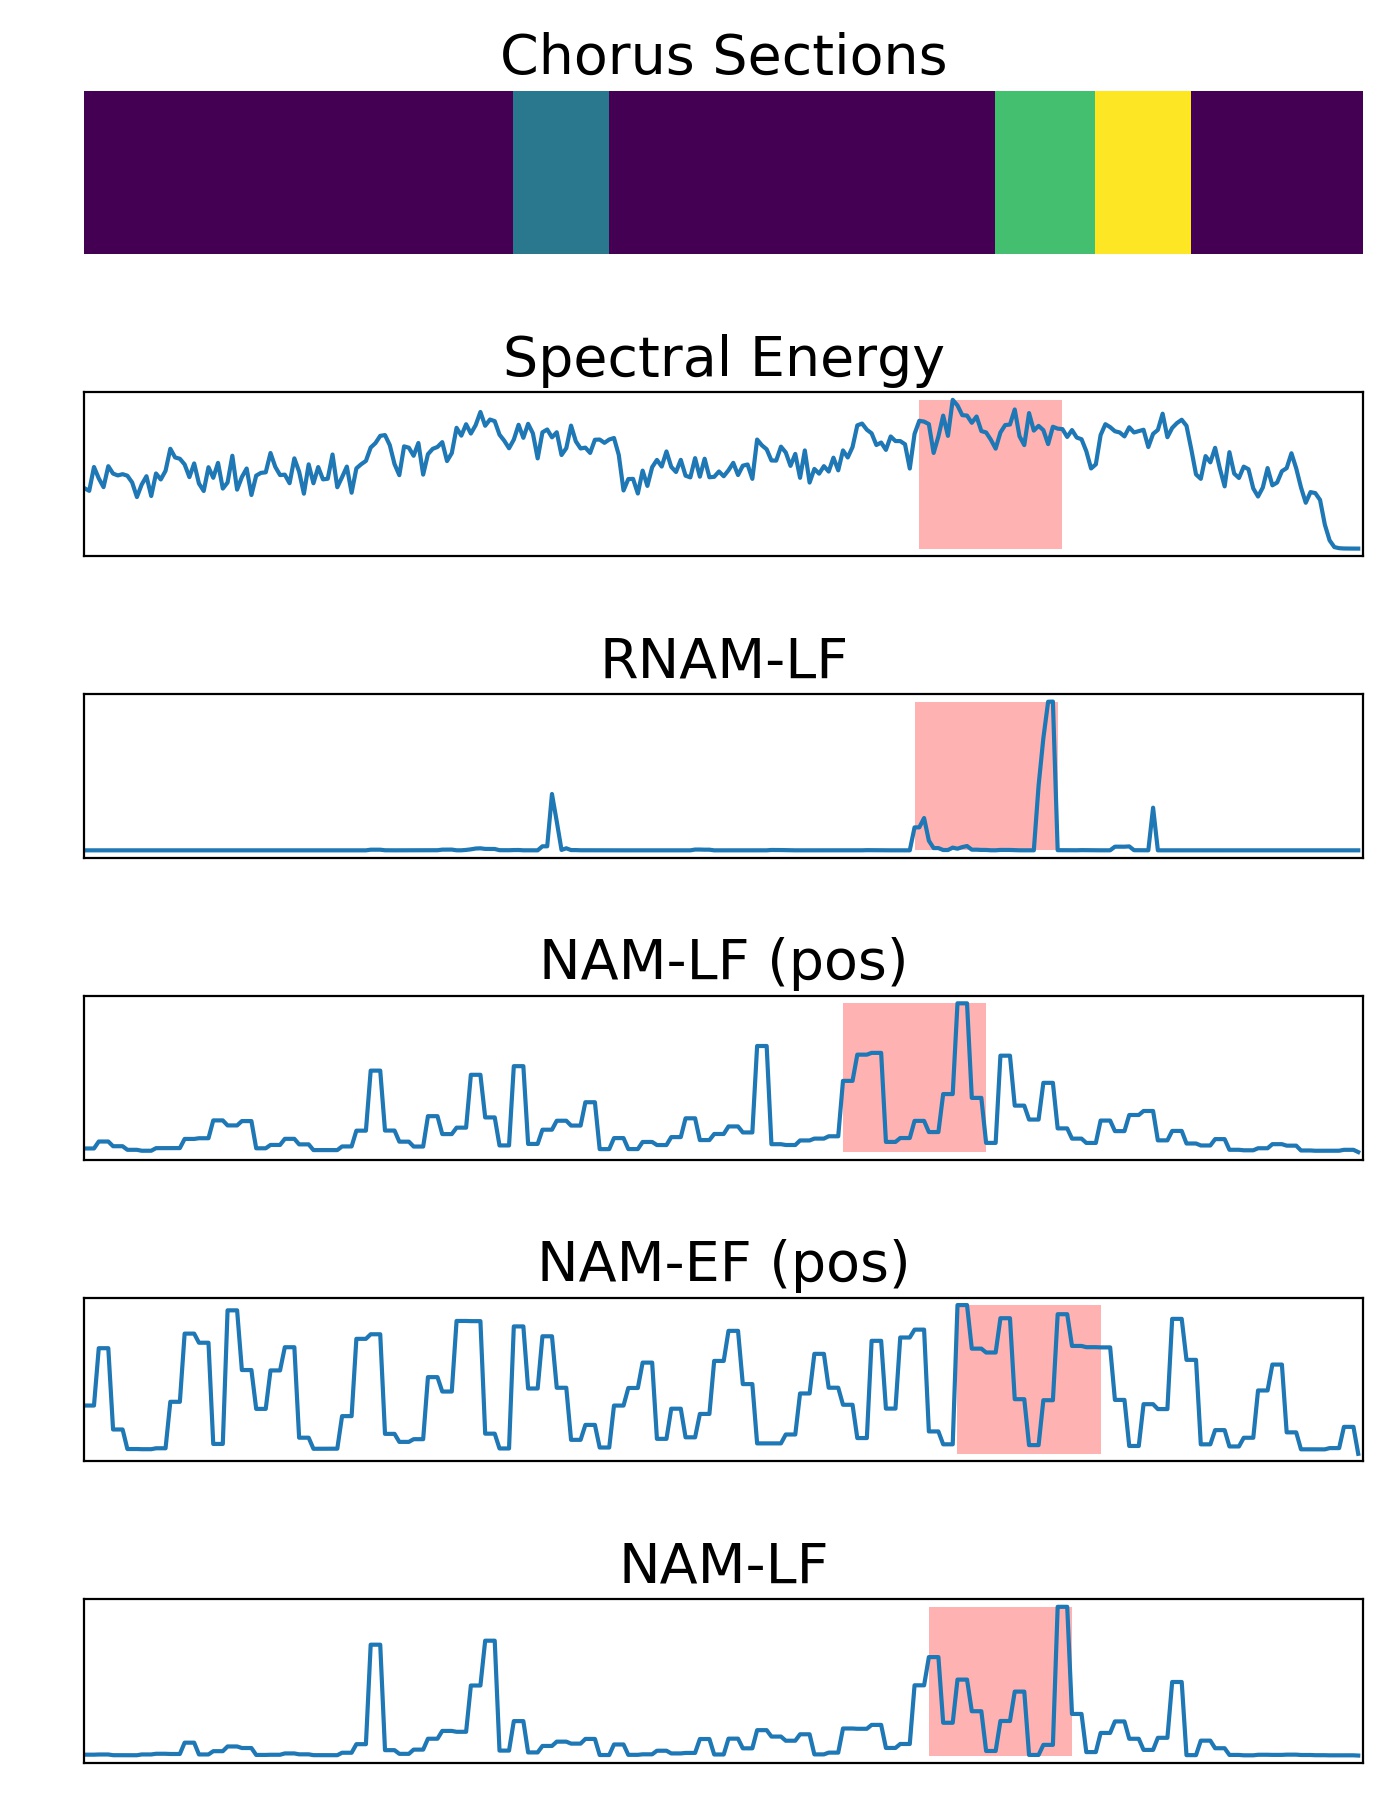 Chorus Sections
Spectral Energy
RNAM-LF
NAM-LF (pos)
NAM-EF (pos)
NAM-LF